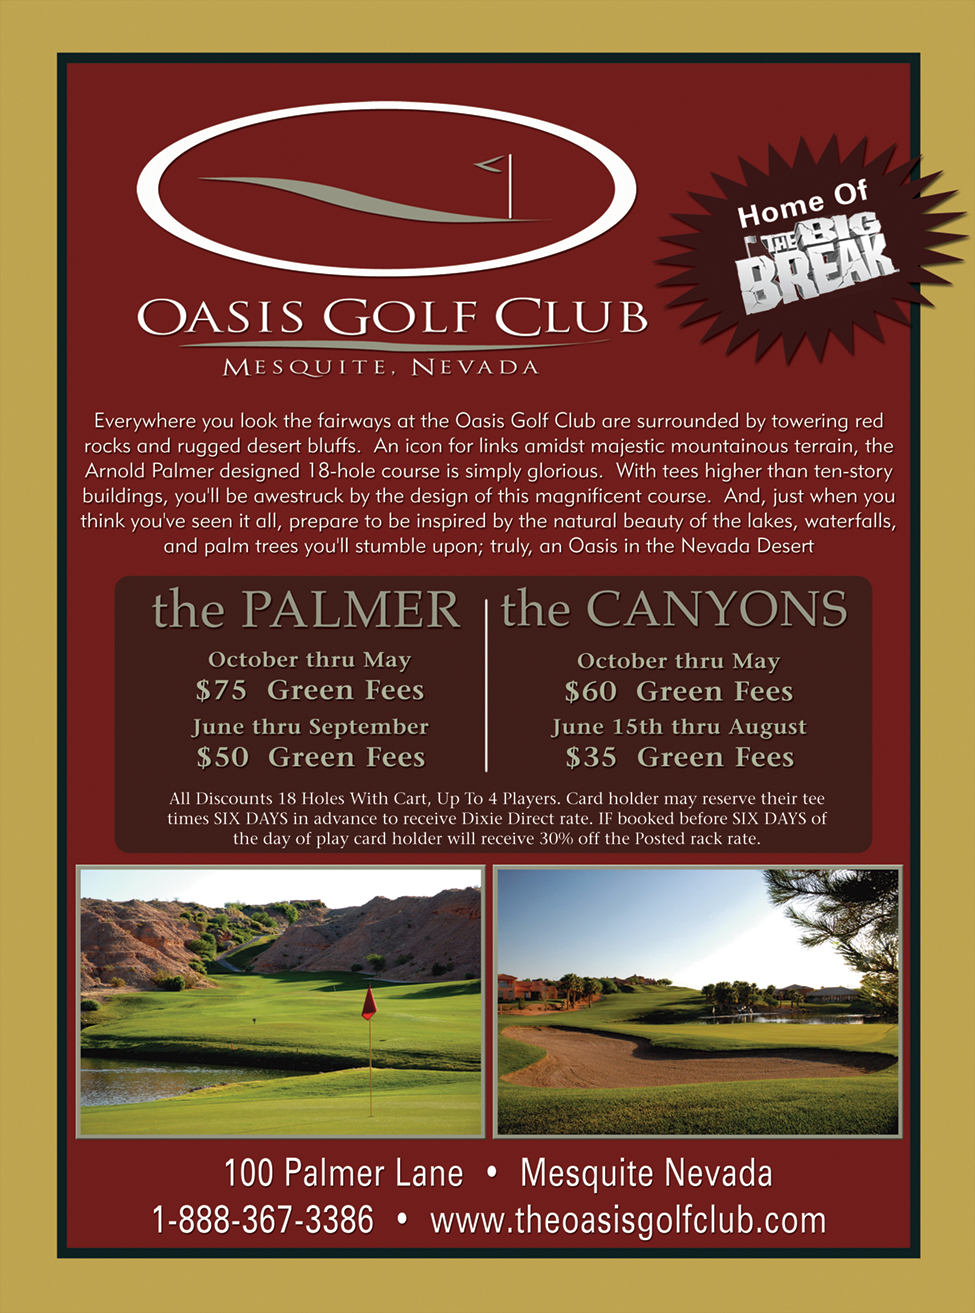 Home Of
THE BIG
BREAK
OASIS GOLF CLUB
MESQUITE, NEVADA
Everywhere you look the fairways at the Oasis Golf Club are surrounded by towering red
rocks and rugged desert bluffs.  An icon for links amidst majestic mountainous terrain, the
Arnold Palmer designed 18-hole course is simply glorious.  With tees higher than ten-story
buildings, you'll be awestruck by the design of this magnificent course.  And, just when you
think you've seen it all, prepare to be inspired by the natural beauty of the lakes, waterfalls,
and palm trees you'll stumble upon; truly, an Oasis in the Nevada Desert
the PALMER
October thru May
$75  Green Fees
June thru September
$50  Green Fees
the CANYONS
October thru May
$60  Green Fees
June 15th thru August
$35  Green Fees
All Discounts 18 Holes With Cart, Up To 4 Players. Card holder may reserve their tee
times SIX DAYS in advance to receive Dixie Direct rate. IF booked before SIX DAYS of
the day of play card holder will receive 30% off the Posted rack rate.
100 Palmer Lane • Mesquite Nevada
1-888-367-3386 • www.theoasisgolfclub.com